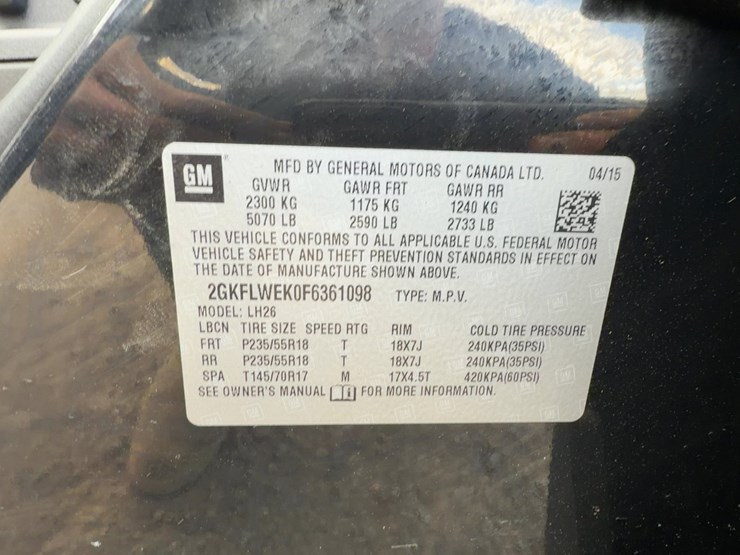 GM MFD BY GENERAL MOTORS OF CANADA LTD. 04/15
GVWR GAWR FRT GAWR RR
2300 KG 1175 KG 1240 KG
5070 LB 2590 LB 2733 LB
THIS VEHICLE CONFORMS TO ALL APPLICABLE U.S. FEDERAL MOTOR
VEHICLE SAFETY AND THEFT PREVENTION STANDARDS IN EFFECT ON
THE DATE OF MANUFACTURE SHOWN ABOVE.
2GKFLWEK0F6361098 TYPE: M.P.V.
MODEL: LH26
LBCN TIRE SIZE SPEED RTG RIM COLD TIRE PRESSURE
FRT P235/55R18 T 18X7J 240KPA(35PSI)
RR P235/55R18 T 18X7J 240KPA(35PSI)
SPA T145/70R17 M 17X4.5T 420KPA(60PSI)
SEE OWNER'S MANUAL FOR MORE INFORMATION.